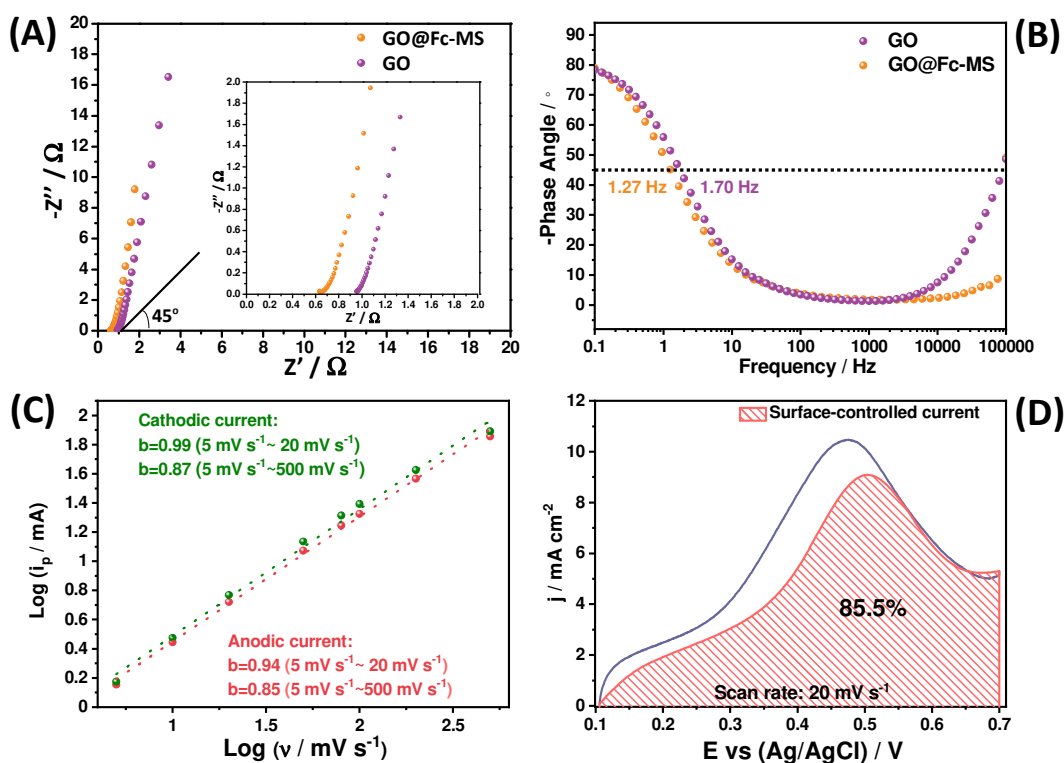 (A)
GO@Fc-MS
GO
20
18
16
14
12
10
8
6
4
2
0
-Z'' / Ω
0 2 4 6 8 10 12 14 16 18 20
Z' / Ω
45°
2.0
1.8
1.6
1.4
1.2
1.0
0.8
0.6
0.4
0.2
0.0
-Z'' / Ω
0.0 0.2 0.4 0.6 0.8 1.0 1.2 1.4 1.6 1.8 2.0
Z' / Ω
(B)
GO
GO@Fc-MS
90
80
70
60
50
40
30
20
10
0
-Phase Angle / °
1.27 Hz 1.70 Hz
0.1 1 10 100 1000 10000 100000
Frequency / Hz
(C)
Cathodic current:
b=0.99 (5 mV s⁻¹~ 20 mV s⁻¹)
b=0.87 (5 mV s⁻¹~500 mV s⁻¹)
2.0
1.8
1.6
1.4
1.2
1.0
0.8
0.6
0.4
0.2
0.0
Log (iₚ / mA)
Anodic current:
b=0.94 (5 mV s⁻¹~ 20 mV s⁻¹)
b=0.85 (5 mV s⁻¹~500 mV s⁻¹)
1.0 1.5 2.0 2.5
Log (ν / mV s⁻¹)
(D)
Surface-controlled current
12
10
8
6
4
2
0
j / mA cm⁻²
85.5%
Scan rate: 20 mV s⁻¹
0.1 0.2 0.3 0.4 0.5 0.6 0.7
E vs (Ag/AgCl) / V